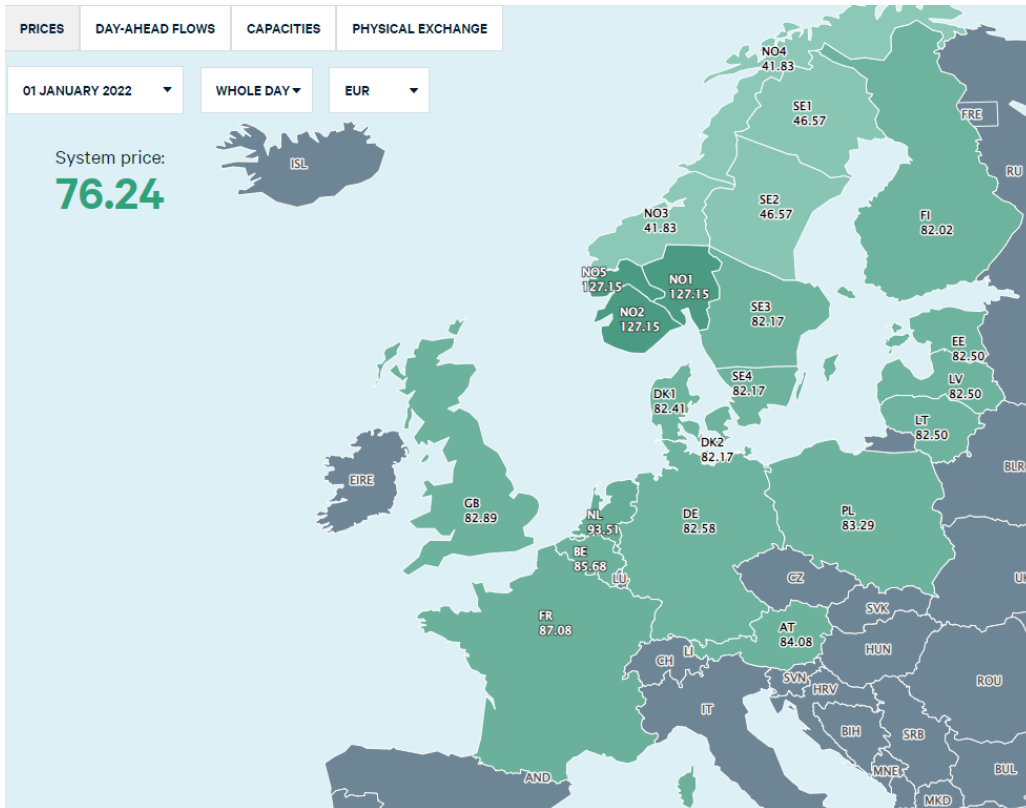 PRICES
DAY-AHEAD FLOWS
CAPACITIES
PHYSICAL EXCHANGE
01 JANUARY 2022
WHOLE DAY
EUR
System price:
76.24
NO4
41.83
SE1
46.57
FRE
ISL
RU
SE2
46.57
NO3
41.83
FI
82.02
NO5
127.15
NO1
127.15
NO2
127.15
SE3
82.17
EE
82.50
SE4
82.17
LV
82.50
DK1
82.41
LT
82.50
DK2
82.17
EIRE
GB
82.89
NL
93.51
DE
82.58
PL
83.29
BE
85.68
LU
CZ
SVK
FR
87.08
AT
84.08
HUN
CH
LI
SVN
HRV
ROU
IT
BIH
SRB
MNE
BUL
AND
MKD